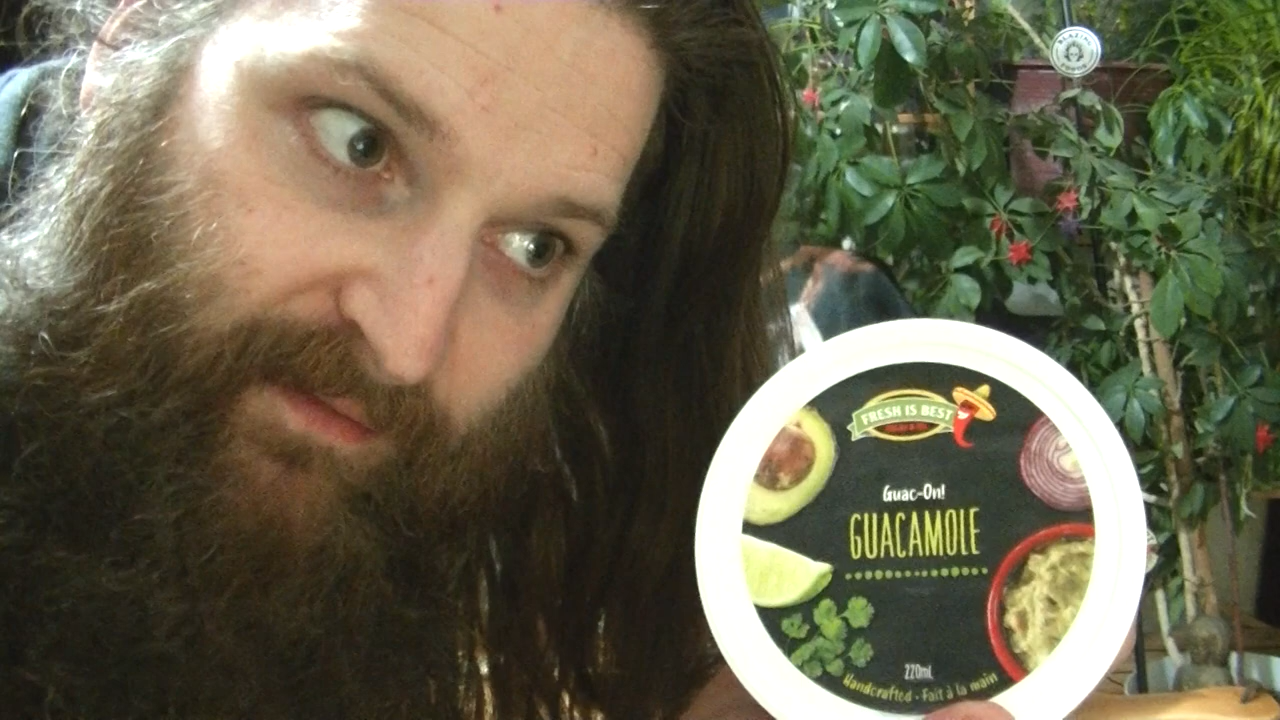 FRESH IS BEST
Guac-On!
GUACAMOLE
220mL
Handcrafted - Fait à la main